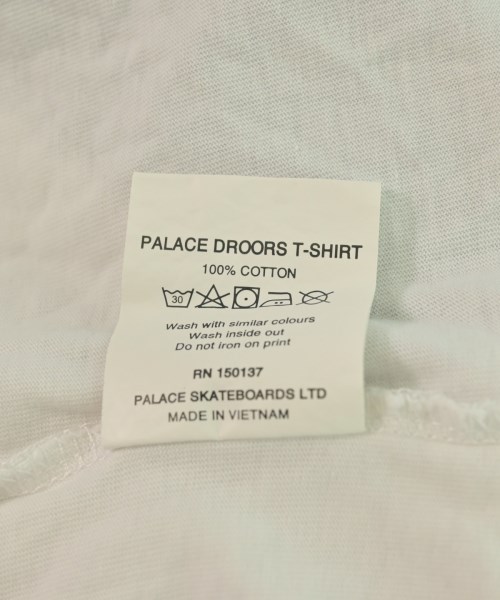 PALACE DROORS T-SHIRT
100% COTTON
30
Wash with similar colours
Wash inside out
Do not iron on print
RN 150137
PALACE SKATEBOARDS LTD
MADE IN VIETNAM